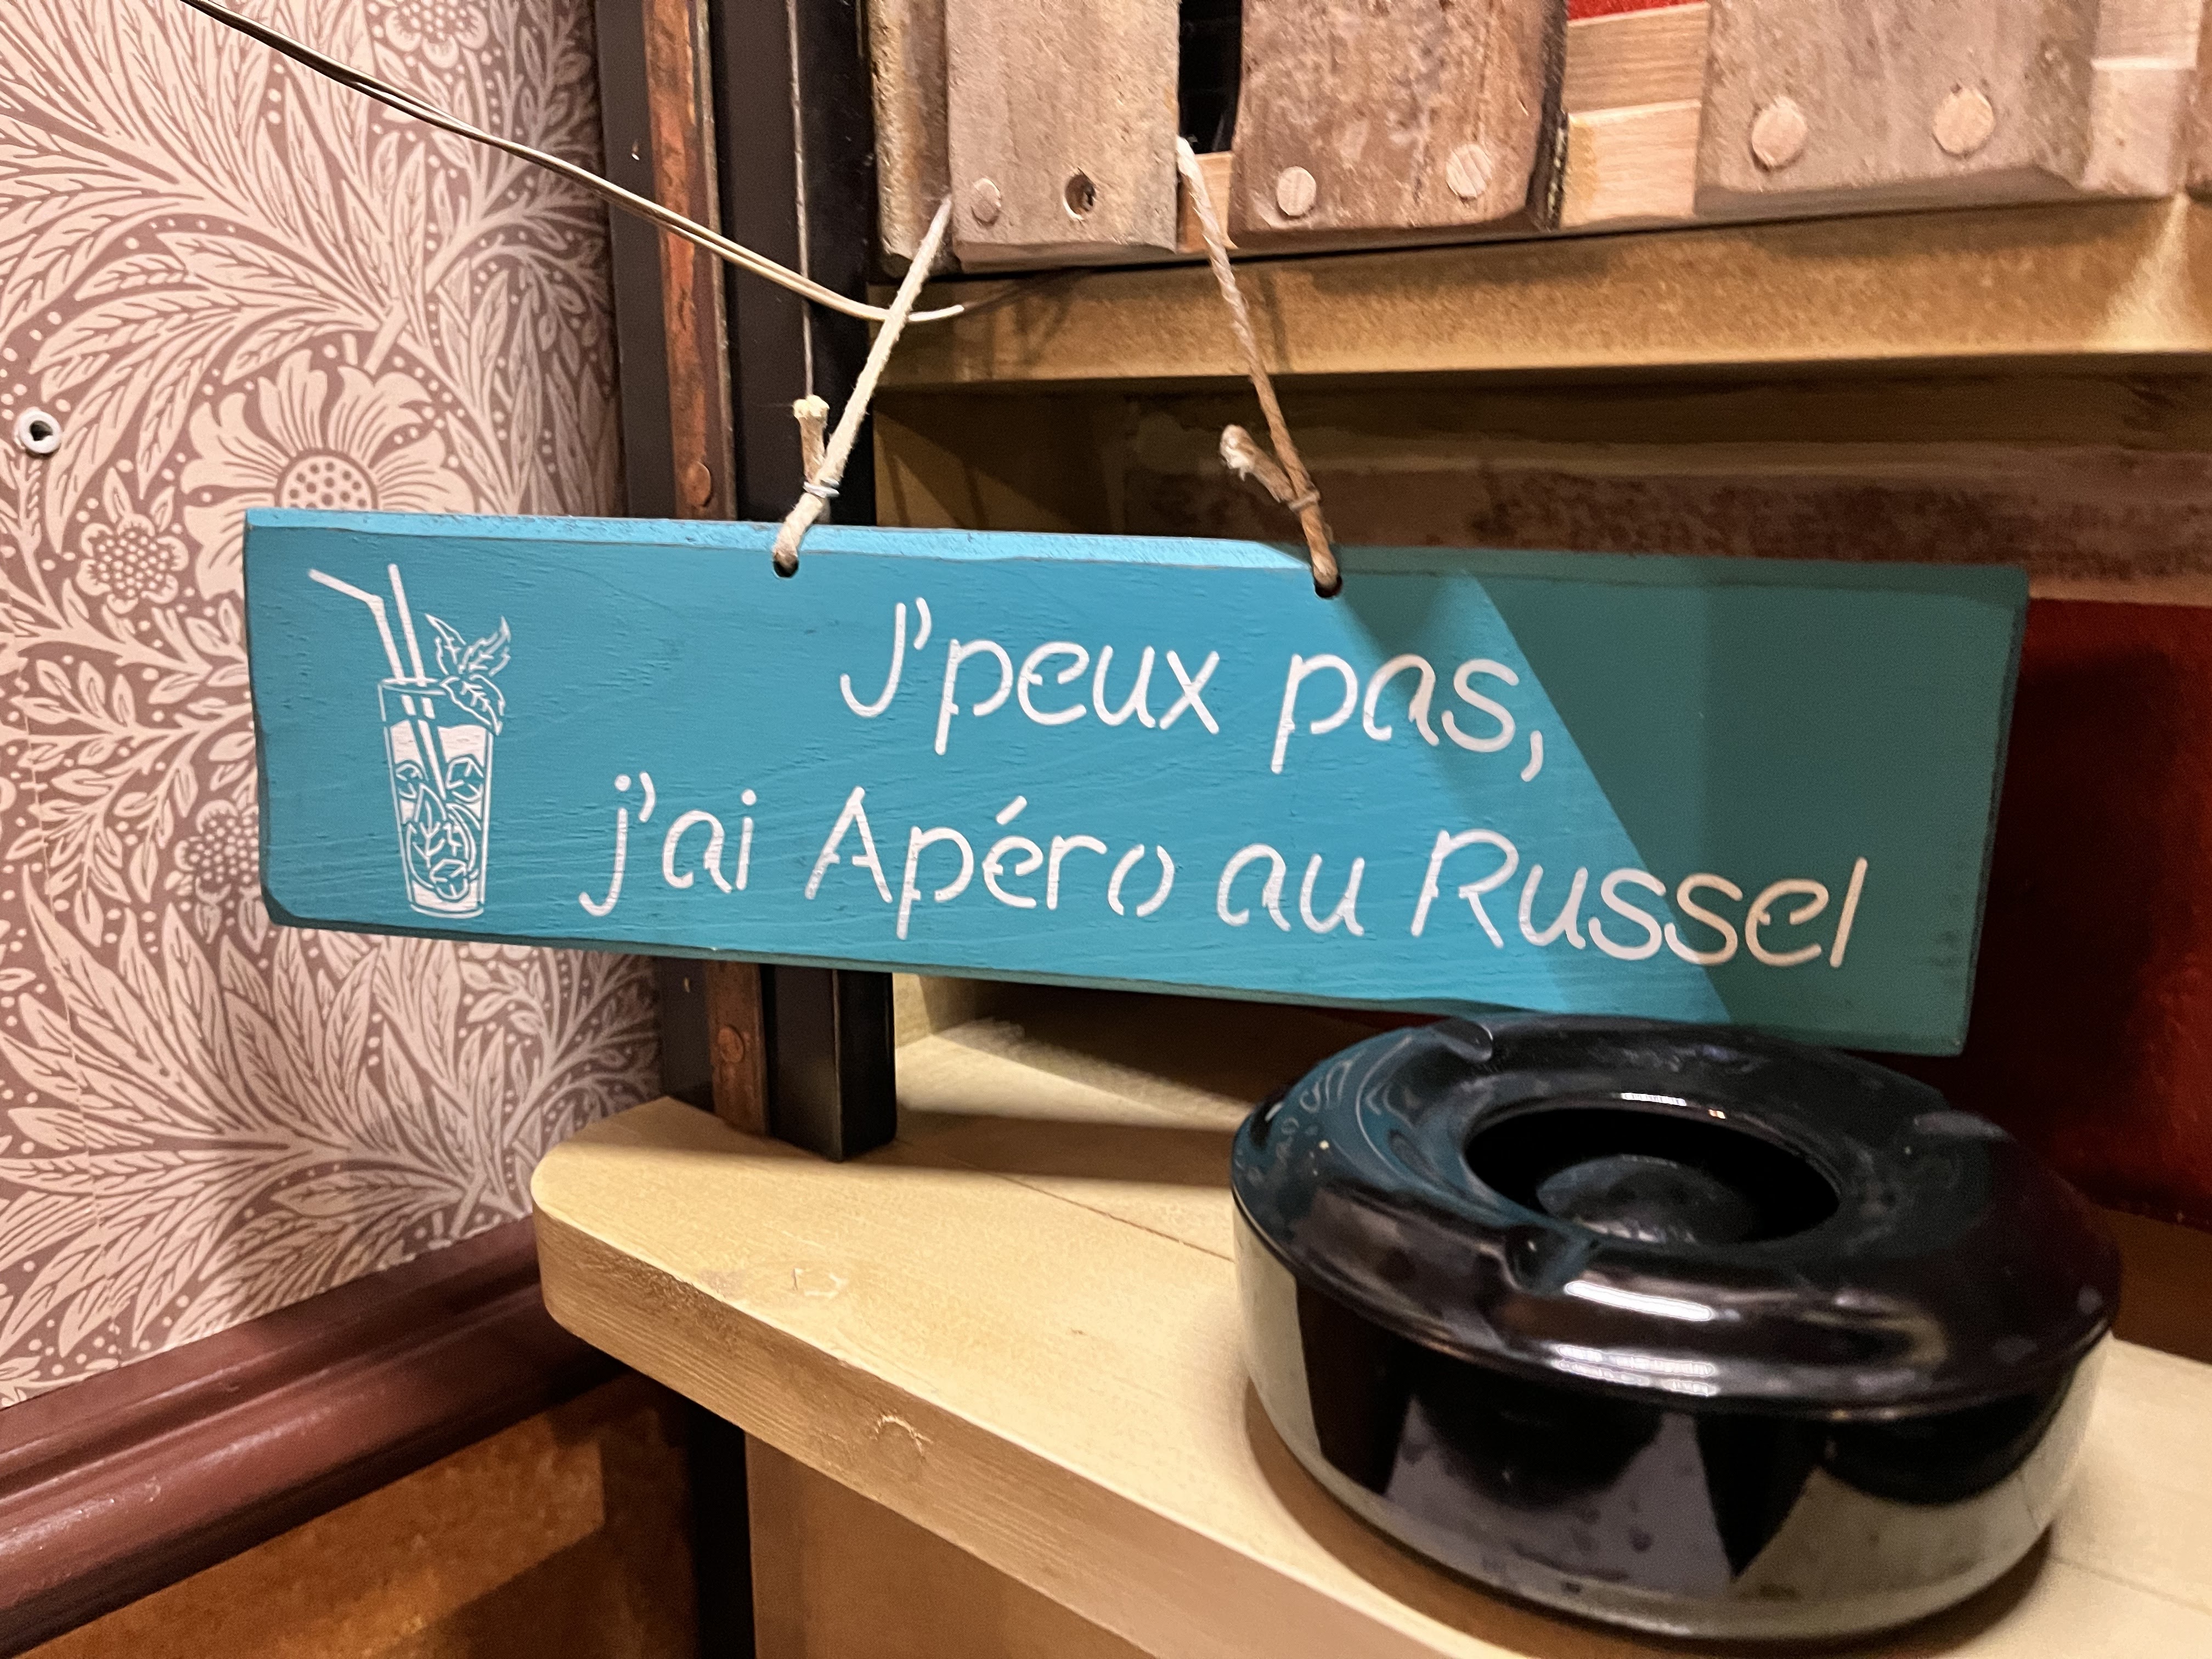 J'peux pas,
j'ai Apéro au Russel